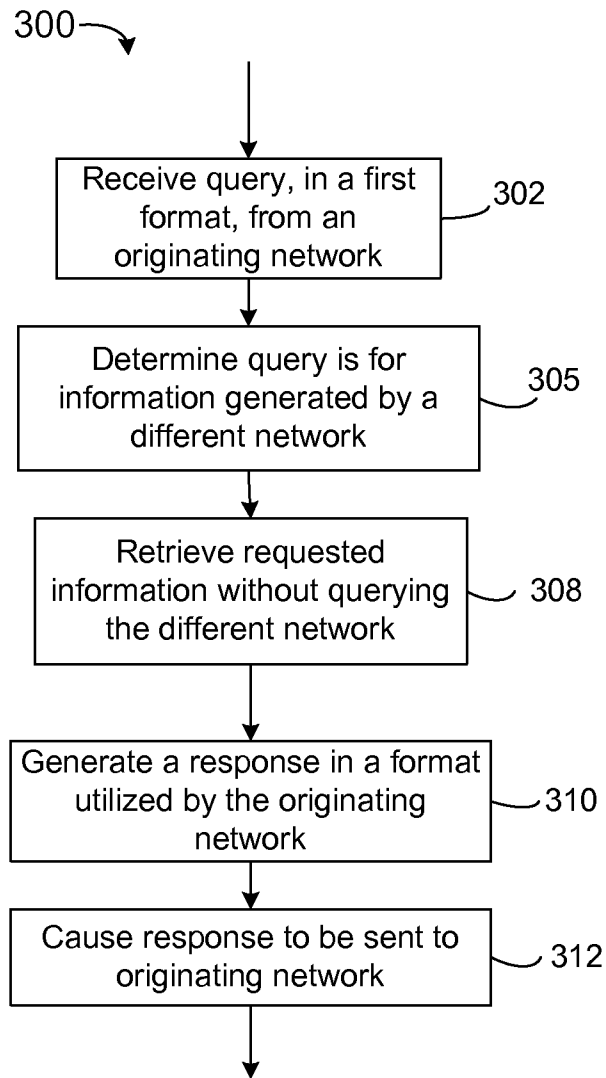 300
Receive query, in a first
format, from an
originating network
302
Determine query is for
information generated by a
different network
305
Retrieve requested
information without querying
the different network
308
Generate a response in a format
utilized by the originating
network
310
Cause response to be sent to
originating network
312